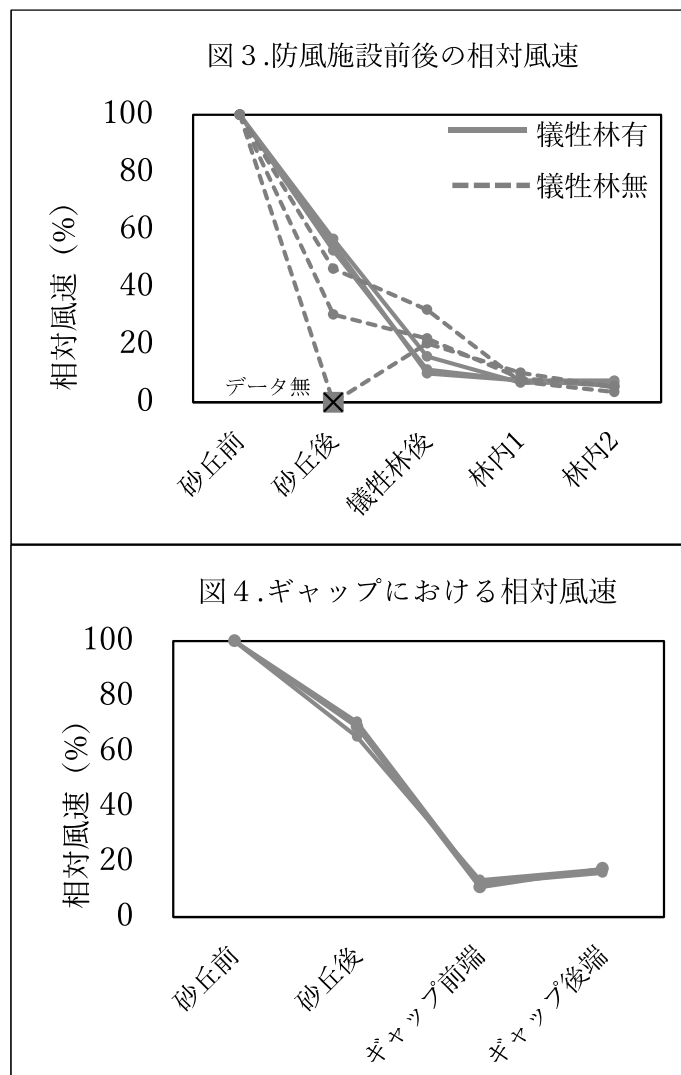 図３.防風施設前後の相対風速
100
80
60
40
20
0
相対風速（%）
犠牲林有
犠牲林無
データ無
砂丘前
砂丘後
犠牲林後
林内1
林内2
図４.ギャップにおける相対風速
100
80
60
40
20
0
相対風速（%）
砂丘前
砂丘後
ギャップ前端
ギャップ後端